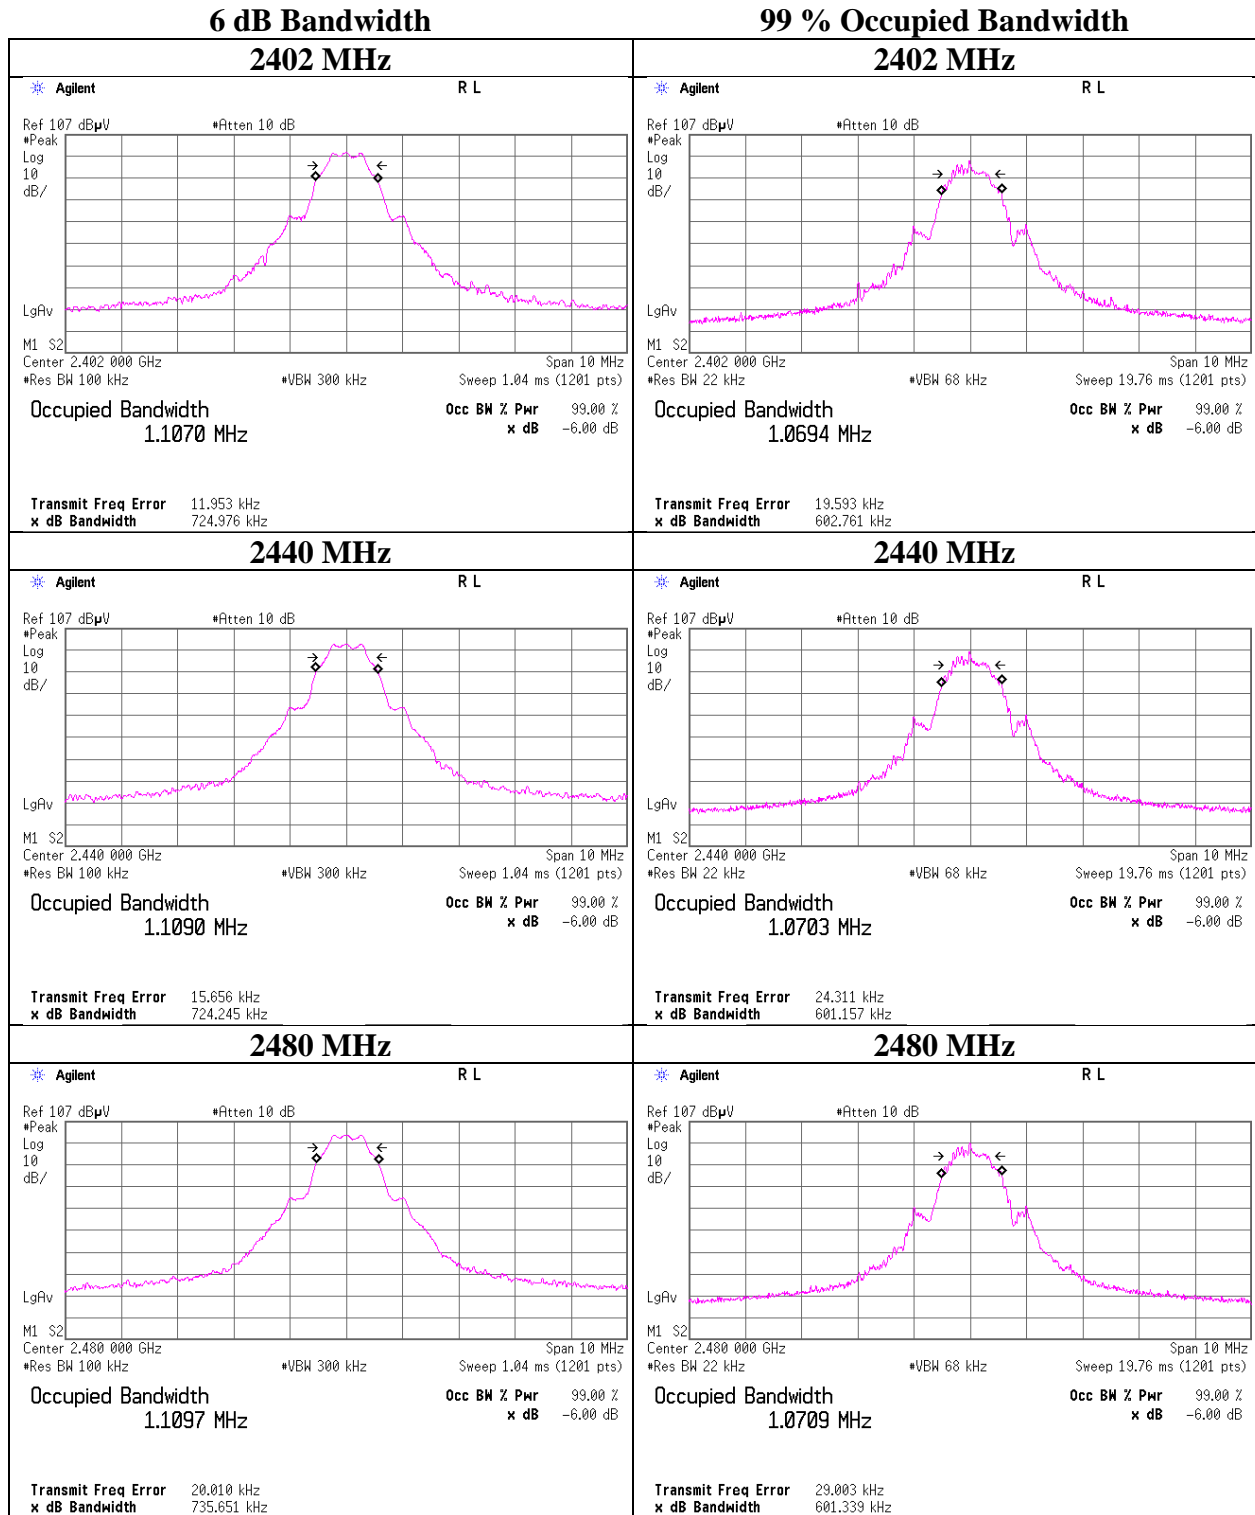 6 dB Bandwidth
99 % Occupied Bandwidth
2402 MHz
2402 MHz
Agilent
R L
Ref 107 dBµV
#Atten 10 dB
#Peak
Log
10
dB/
LgAv
M1 S2
Center 2.402 000 GHz
Span 10 MHz
#Res BW 100 kHz
#VBW 300 kHz
Sweep 1.04 ms (1201 pts)
Occupied Bandwidth
1.1070 MHz
Occ BW % Pwr 99.00 %
x dB -6.00 dB
Transmit Freq Error 11.953 kHz
x dB Bandwidth 724.976 kHz
Agilent
R L
Ref 107 dBµV
#Atten 10 dB
#Peak
Log
10
dB/
LgAv
M1 S2
Center 2.402 000 GHz
Span 10 MHz
#Res BW 22 kHz
#VBW 68 kHz
Sweep 19.76 ms (1201 pts)
Occupied Bandwidth
1.0694 MHz
Occ BW % Pwr 99.00 %
x dB -6.00 dB
Transmit Freq Error 19.593 kHz
x dB Bandwidth 602.761 kHz
2440 MHz
2440 MHz
Agilent
R L
Ref 107 dBµV
#Atten 10 dB
#Peak
Log
10
dB/
LgAv
M1 S2
Center 2.440 000 GHz
Span 10 MHz
#Res BW 100 kHz
#VBW 300 kHz
Sweep 1.04 ms (1201 pts)
Occupied Bandwidth
1.1090 MHz
Occ BW % Pwr 99.00 %
x dB -6.00 dB
Transmit Freq Error 15.656 kHz
x dB Bandwidth 724.245 kHz
Agilent
R L
Ref 107 dBµV
#Atten 10 dB
#Peak
Log
10
dB/
LgAv
M1 S2
Center 2.440 000 GHz
Span 10 MHz
#Res BW 22 kHz
#VBW 68 kHz
Sweep 19.76 ms (1201 pts)
Occupied Bandwidth
1.0703 MHz
Occ BW % Pwr 99.00 %
x dB -6.00 dB
Transmit Freq Error 24.311 kHz
x dB Bandwidth 601.157 kHz
2480 MHz
2480 MHz
Agilent
R L
Ref 107 dBµV
#Atten 10 dB
#Peak
Log
10
dB/
LgAv
M1 S2
Center 2.480 000 GHz
Span 10 MHz
#Res BW 100 kHz
#VBW 300 kHz
Sweep 1.04 ms (1201 pts)
Occupied Bandwidth
1.1097 MHz
Occ BW % Pwr 99.00 %
x dB -6.00 dB
Transmit Freq Error 20.010 kHz
x dB Bandwidth 735.651 kHz
Agilent
R L
Ref 107 dBµV
#Atten 10 dB
#Peak
Log
10
dB/
LgAv
M1 S2
Center 2.480 000 GHz
Span 10 MHz
#Res BW 22 kHz
#VBW 68 kHz
Sweep 19.76 ms (1201 pts)
Occupied Bandwidth
1.0709 MHz
Occ BW % Pwr 99.00 %
x dB -6.00 dB
Transmit Freq Error 29.003 kHz
x dB Bandwidth 601.339 kHz